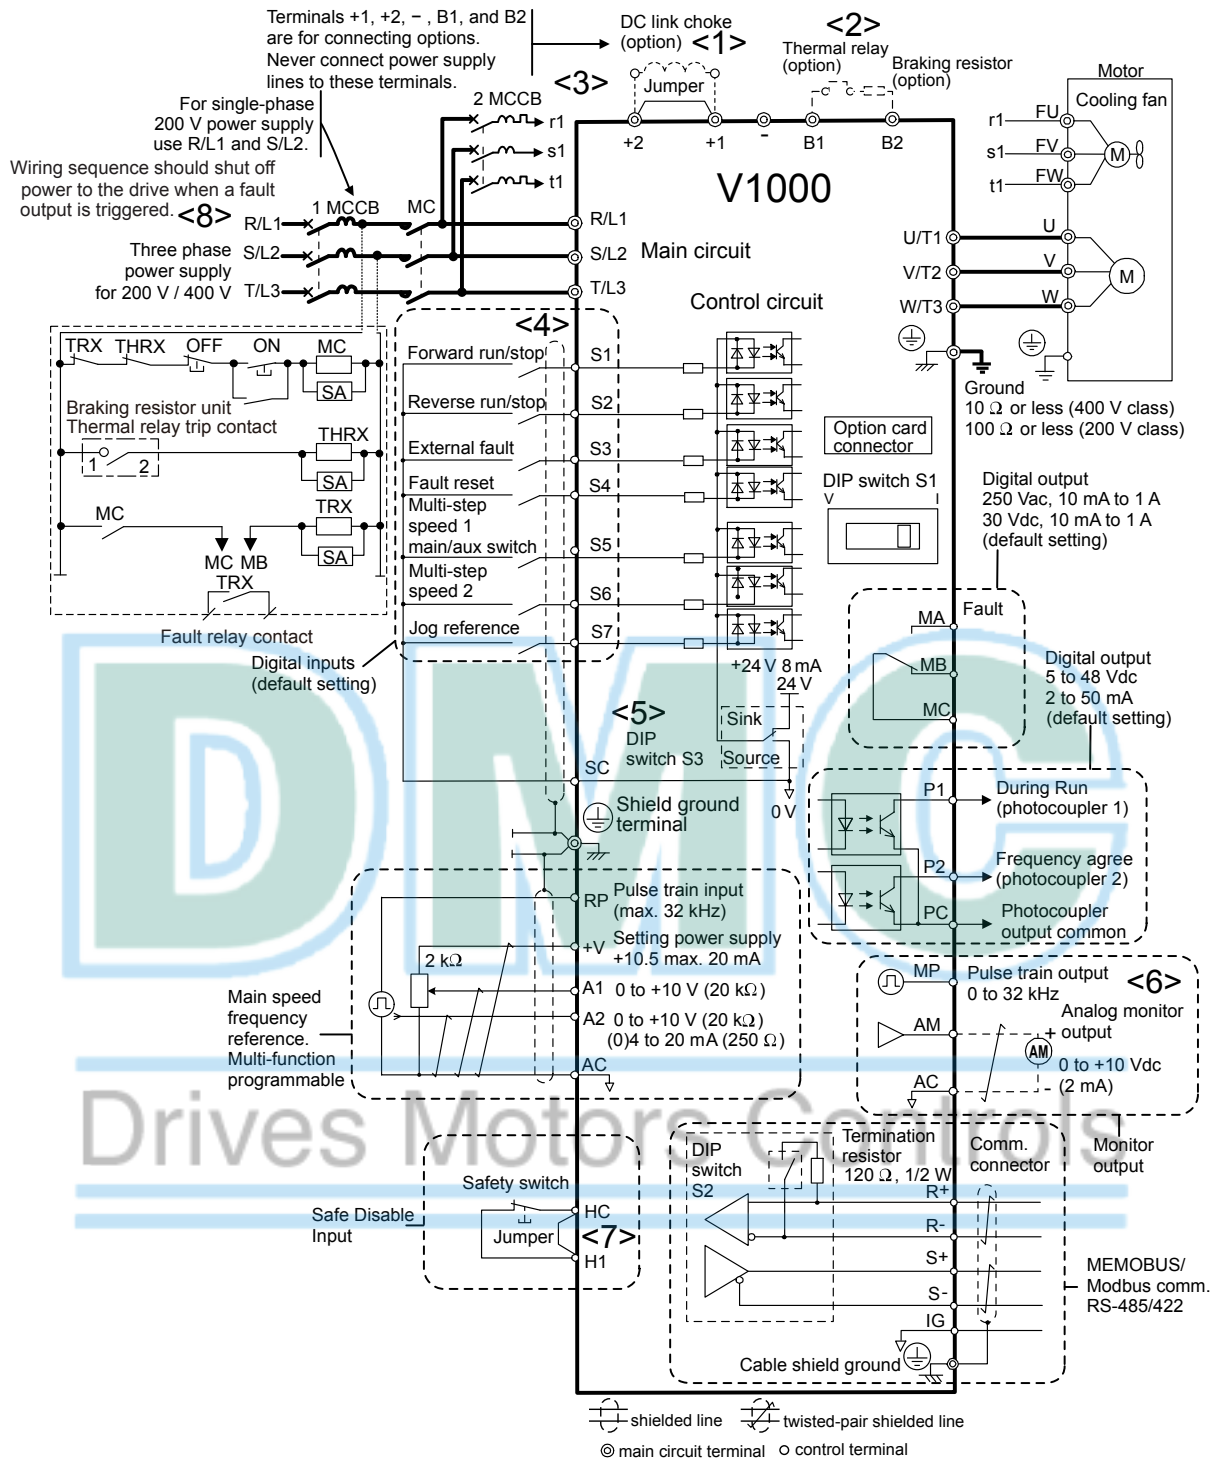 Terminals +1, +2, − , B1, and B2
are for connecting options.
Never connect power supply
lines to these terminals.
DC link choke
(option) <1>
Jumper
<2>
Thermal relay
(option)
Braking resistor
(option)
<3>
2 MCCB
r1
s1
t1
For single-phase
200 V power supply
use R/L1 and S/L2.
Wiring sequence should shut off
power to the drive when a fault
output is triggered. <8>
+2
+1
-
B1
B2
V1000
Motor
Cooling fan
r1
FU
s1
FV
t1
FW
M
1 MCCB
MC
R/L1
R/L1
Three phase
power supply
for 200 V / 400 V
S/L2
S/L2
T/L3
T/L3
Main circuit
Control circuit
U/T1
U
V/T2
V
W/T3
W
M
Ground
10 Ω or less (400 V class)
100 Ω or less (200 V class)
TRX
THRX
OFF
ON
MC
SA
Braking resistor unit
Thermal relay trip contact
1
2
THRX
SA
TRX
SA
MC
MC MB
TRX
Fault relay contact
<4>
Forward run/stop
S1
Reverse run/stop
S2
External fault
S3
Fault reset
S4
Multi-step
speed 1
main/aux switch
S5
Multi-step
speed 2
S6
Jog reference
S7
Digital inputs
(default setting)
Option card
connector
DIP switch S1
V
I
Digital output
250 Vac, 10 mA to 1 A
30 Vdc, 10 mA to 1 A
(default setting)
Fault
MA
MB
MC
Digital output
5 to 48 Vdc
2 to 50 mA
(default setting)
+24 V 8 mA
24 V
<5>
DIP
switch S3
Sink
Source
SC
0 V
Shield ground
terminal
P1
During Run
(photocoupler 1)
P2
Frequency agree
(photocoupler 2)
PC
Photocoupler
output common
DMC
Drives Motors Controls
RP
Pulse train input
(max. 32 kHz)
+V
Setting power supply
+10.5 max. 20 mA
2 kΩ
A1
0 to +10 V (20 kΩ)
A2
0 to +10 V (20 kΩ)
(0)4 to 20 mA (250 Ω)
AC
Main speed
frequency
reference.
Multi-function
programmable
MP
Pulse train output
0 to 32 kHz
<6>
Analog monitor
output
AM
+
AM
0 to +10 Vdc
(2 mA)
AC
-
Monitor
output
Safe Disable
Input
Safety switch
HC
Jumper
<7>
H1
DIP
switch
S2
Termination
resistor
120 Ω, 1/2 W
Comm.
connector
R+
R-
S+
S-
IG
Cable shield ground
MEMOBUS/
Modbus comm.
RS-485/422
shielded line
twisted-pair shielded line
main circuit terminal
control terminal